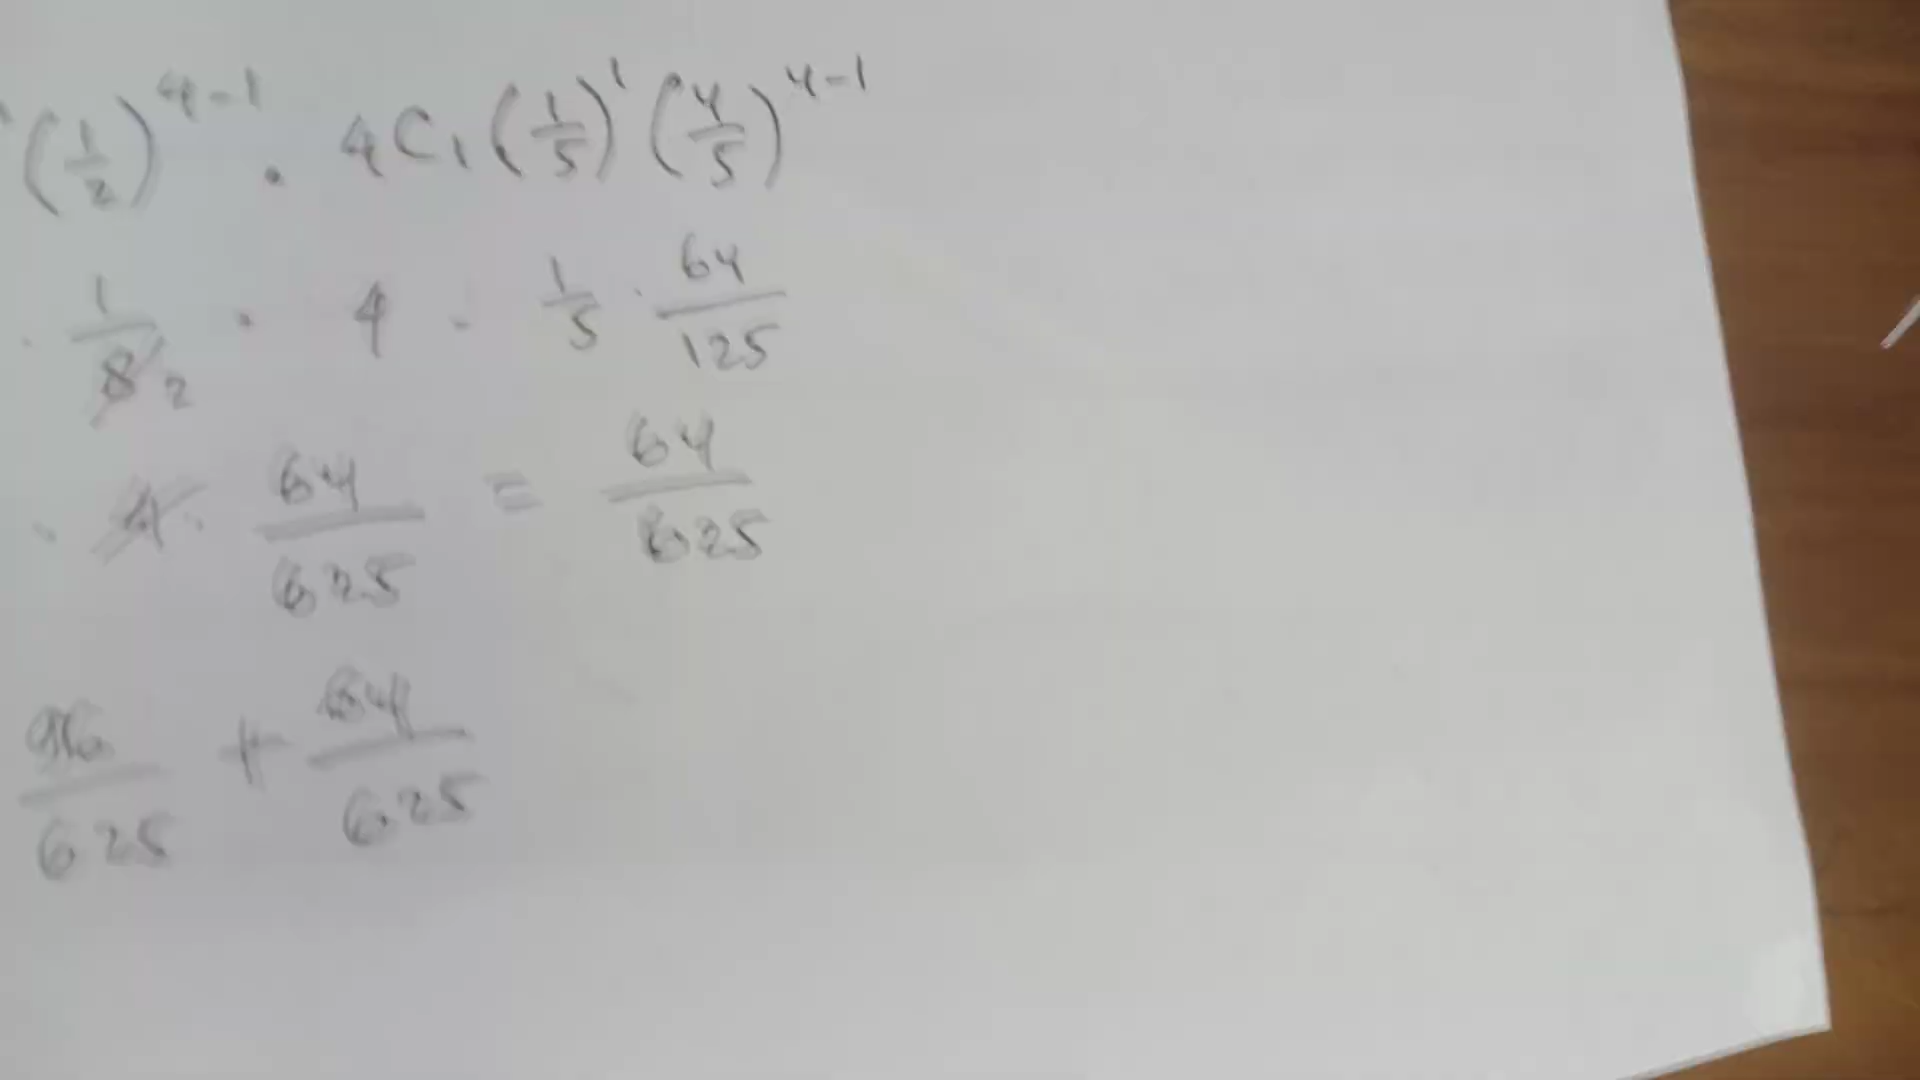 (1/2)^4-1 . 4C1 (1/5)^1 (4/5)^4-1
. 1/8 2 . 4 . 1/5 . 64/125
. 4 . 64/625 = 64/625
96/625 + 64/625